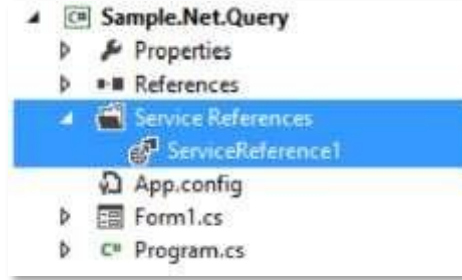 C# Sample.Net.Query
Properties
References
Service References
ServiceReference1
App.config
Form1.cs
C# Program.cs